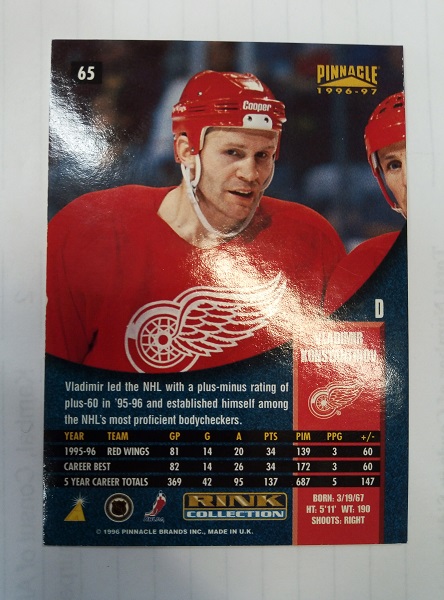 65
PINNACLE
1996-97
Cooper
D
VLADIMIR
KONSTANTINOV
Vladimir led the NHL with a plus-minus rating of
plus-60 in '95-96 and established himself among
the NHL's most proficient bodycheckers.
YEAR TEAM GP G A PTS PIM PPG +/-
1995-96 RED WINGS 81 14 20 34 139 3 60
CAREER BEST 82 14 26 34 172 3 60
5 YEAR CAREER TOTALS 369 42 95 137 687 5 147
RINK
COLLECTION
BORN: 3/19/67
HT: 5'11' WT: 190
SHOOTS: RIGHT
© 1996 PINNACLE BRANDS INC., MADE IN U.K.